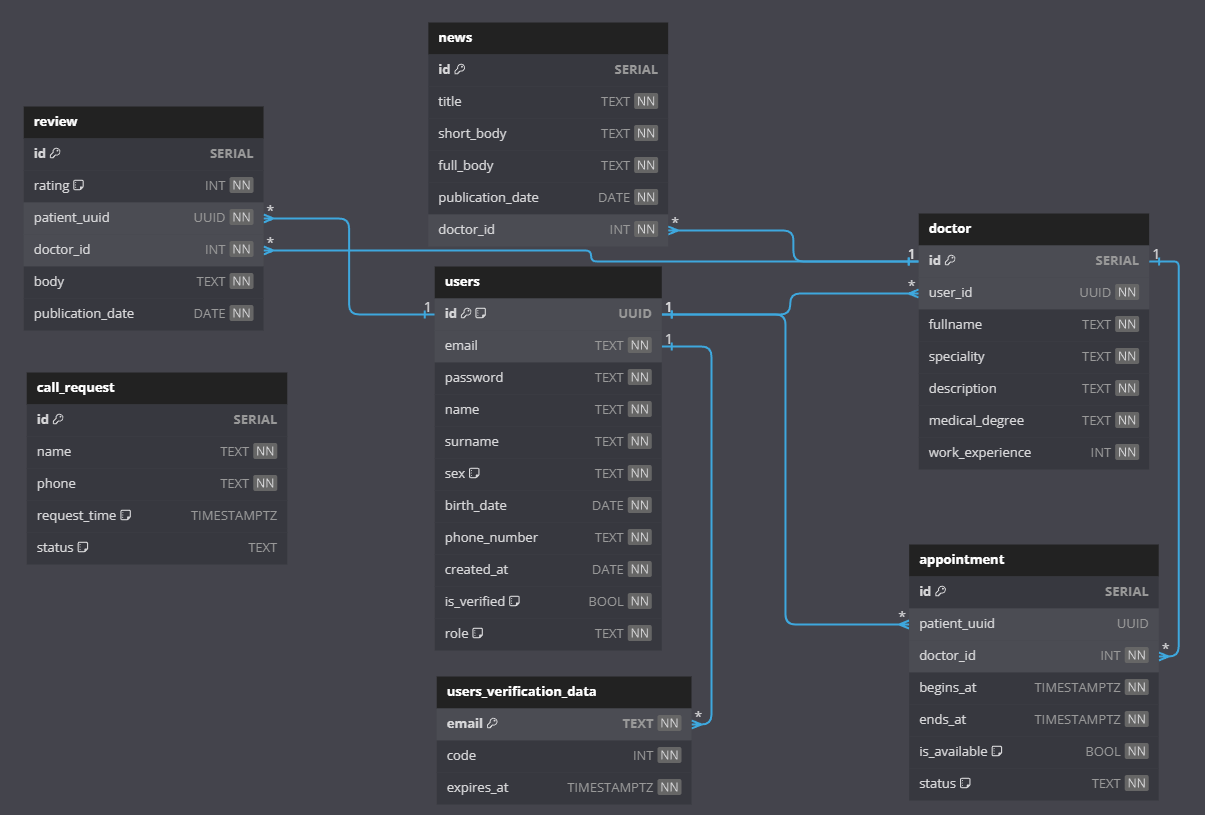 news
id SERIAL
title TEXT NN
short_body TEXT NN
full_body TEXT NN
publication_date DATE NN
doctor_id INT NN
*
review
id SERIAL
rating INT NN
patient_uuid UUID NN
*
doctor_id INT NN
*
body TEXT NN
publication_date DATE NN
call_request
id SERIAL
name TEXT NN
phone TEXT NN
request_time TIMESTAMPTZ
status TEXT
users
1
id UUID
1
email TEXT NN
1
password TEXT NN
name TEXT NN
surname TEXT NN
sex TEXT NN
birth_date DATE NN
phone_number TEXT NN
created_at DATE NN
is_verified BOOL NN
role TEXT NN
users_verification_data
email TEXT NN
*
code INT NN
expires_at TIMESTAMPTZ NN
doctor
1
id SERIAL
1
*
user_id UUID NN
fullname TEXT NN
speciality TEXT NN
description TEXT NN
medical_degree TEXT NN
work_experience INT NN
appointment
id SERIAL
*
patient_uuid UUID
doctor_id INT NN
*
begins_at TIMESTAMPTZ NN
ends_at TIMESTAMPTZ NN
is_available BOOL NN
status TEXT NN